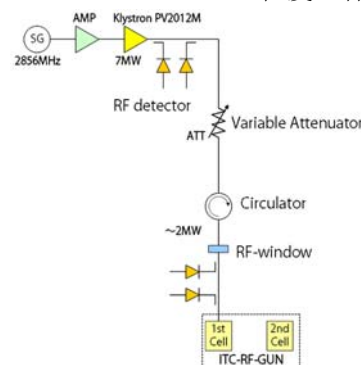 SG
AMP
Klystron PV2012M
2856MHz
7MW
RF detector
ATT
Variable Attenuator
Circulator
～2MW
RF-window
1st
Cell
2nd
Cell
ITC-RF-GUN